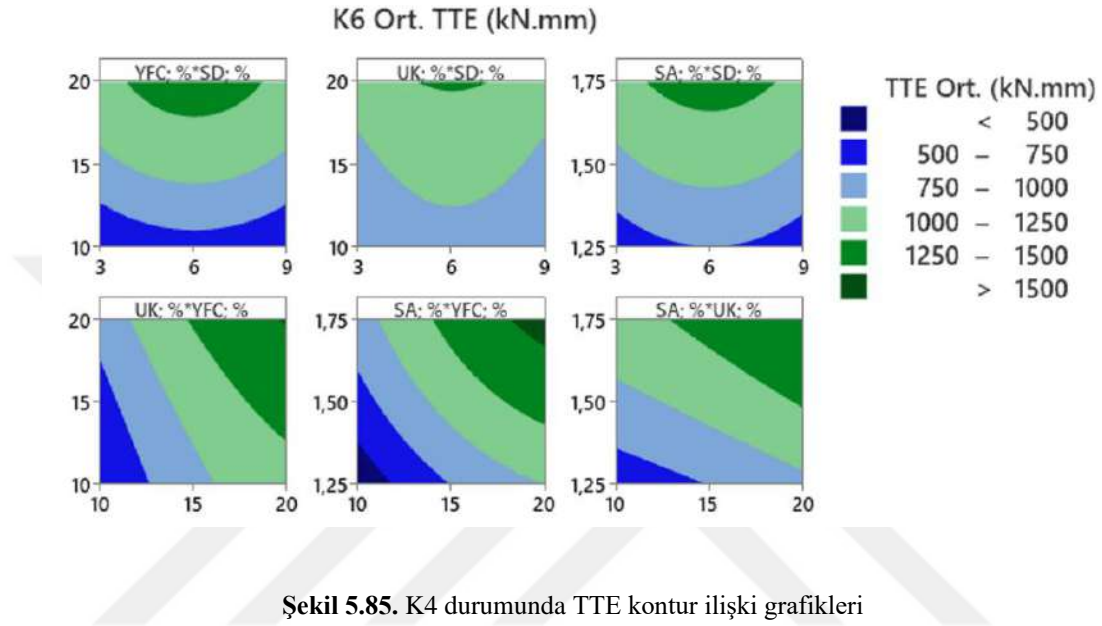 K6 Ort. TTE (kN.mm)
YFC; %*SD; %
UK; %*SD; %
SA; %*SD; %
20
15
10
3 6 9
20
15
10
3 6 9
1,75
1,50
1,25
3 6 9
UK; %*YFC; %
SA; %*YFC; %
SA; %*UK; %
20
15
10
10 15 20
1,75
1,50
1,25
10 15 20
1,75
1,50
1,25
10 15 20
TTE Ort. (kN.mm)
< 500
500 – 750
750 – 1000
1000 – 1250
1250 – 1500
> 1500
Şekil 5.85. K4 durumunda TTE kontur ilişki grafikleri